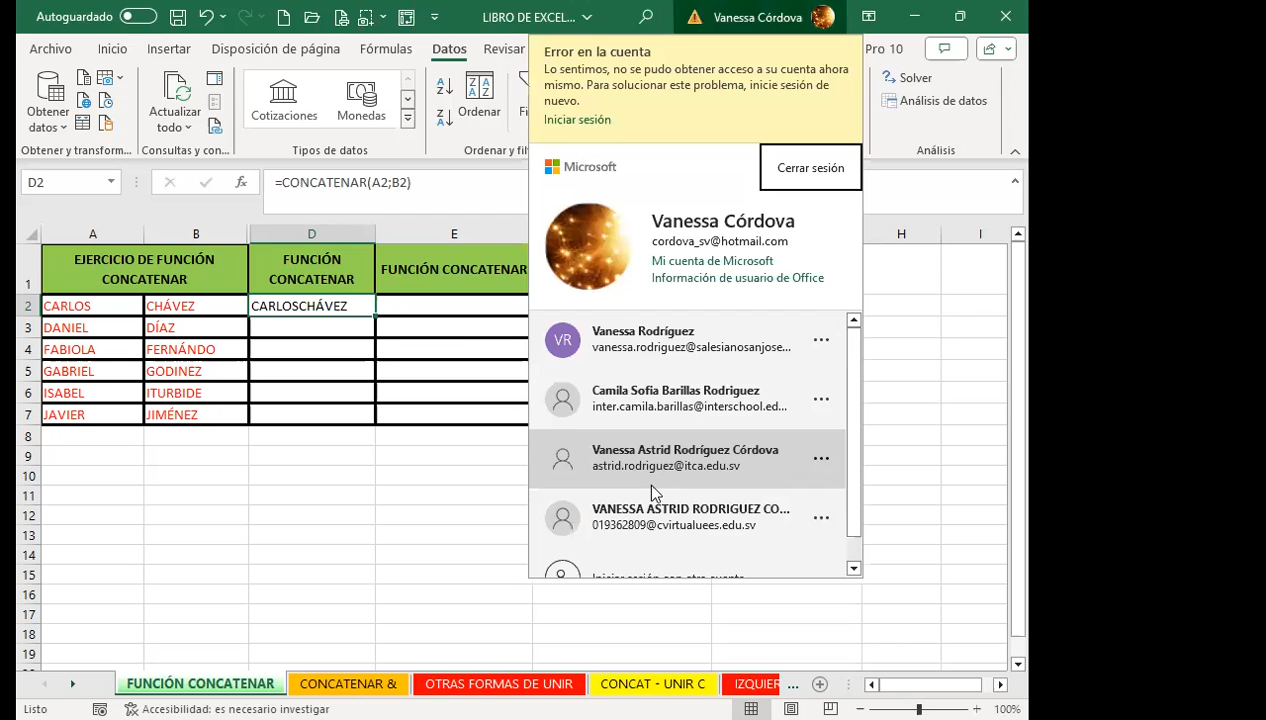 Autoguardado
LIBRO DE EXCEL...
Vanessa Córdova
Archivo
Inicio
Insertar
Disposición de página
Fórmulas
Datos
Revisar
Pro 10
Obtener
datos
Actualizar
todo
Cotizaciones
Monedas
Ordenar
Solver
Análisis de datos
Obtener y transform...
Consultas y con...
Tipos de datos
Ordenar y filt
Análisis
Error en la cuenta
Lo sentimos, no se pudo obtener acceso a su cuenta ahora
mismo. Para solucionar este problema, inicie sesión de
nuevo.
Iniciar sesión
Microsoft
Cerrar sesión
Vanessa Córdova
cordova_sv@hotmail.com
Mi cuenta de Microsoft
Información de usuario de Office
Vanessa Rodríguez
VR
vanessa.rodriguez@salesianosanjose...
Camila Sofia Barillas Rodriguez
inter.camila.barillas@interschool.ed...
Vanessa Astrid Rodríguez Córdova
astrid.rodriguez@itca.edu.sv
VANESSA ASTRID RODRIGUEZ CO...
019362809@cvirtualuees.edu.sv
D2
fx
=CONCATENAR(A2;B2)
A B D E H I
1 EJERCICIO DE FUNCIÓN CONCATENAR FUNCIÓN CONCATENAR FUNCIÓN CONCATENAR
2 CARLOS CHÁVEZ CARLOSCHÁVEZ
3 DANIEL DÍAZ
4 FABIOLA FERNÁNDO
5 GABRIEL GODINEZ
6 ISABEL ITURBIDE
7 JAVIER JIMÉNEZ
8
9
10
11
12
13
14
15
16
17
18
19
FUNCIÓN CONCATENAR
CONCATENAR &
OTRAS FORMAS DE UNIR
CONCAT - UNIR C
IZQUIER
...
Listo
Accesibilidad: es necesario investigar
100%